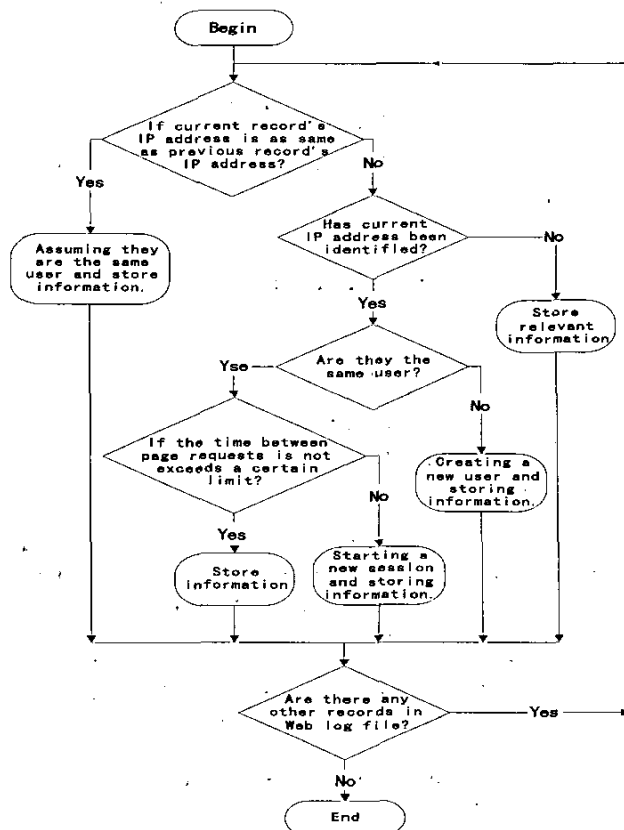 Begin
If current record's
IP address is as same
as previous record's
IP address?
Yes
No
Assuming they
are the same
user and store
information.
Has current
IP address been
identified?
No
Yes
Store
relevant
information
Are they the
same user?
Yse
No
If the time between
page requests is not
exceeds a certain
limit?
Creating a
new user and
storing
information.
No
Yes
Store
information
Starting a
new session
and storing
information.
Are there any
other records in
Web log file?
Yes
No
End